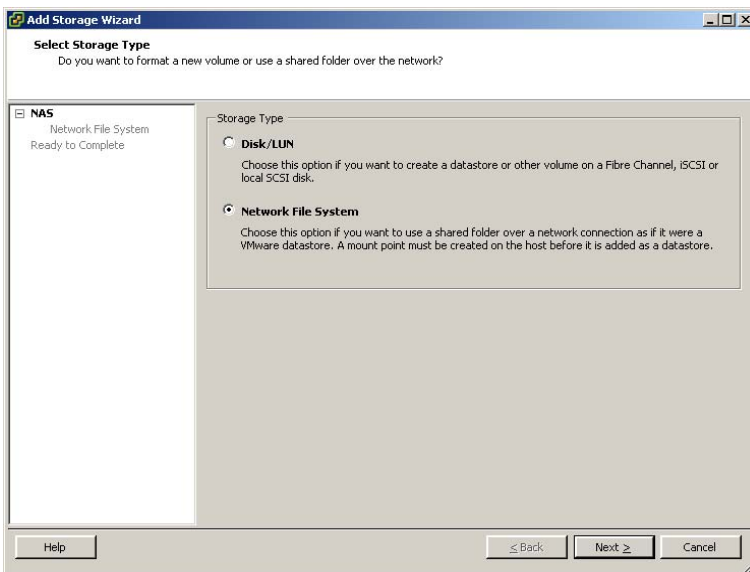 Add Storage Wizard
Select Storage Type
Do you want to format a new volume or use a shared folder over the network?
NAS
Network File System
Ready to Complete
Storage Type
Disk/LUN
Choose this option if you want to create a datastore or other volume on a Fibre Channel, iSCSI or
local SCSI disk.
Network File System
Choose this option if you want to use a shared folder over a network connection as if it were a
VMware datastore. A mount point must be created on the host before it is added as a datastore.
Help
< Back
Next >
Cancel